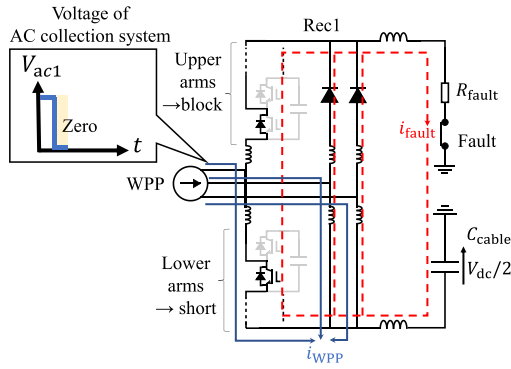 Voltage of
AC collection system
Vac1
Zero
t
Rec1
Upper
arms
→block
Rfault
ifault
Fault
WPP
Ccable
Vdc/2
Lower
arms
→ short
iWPP